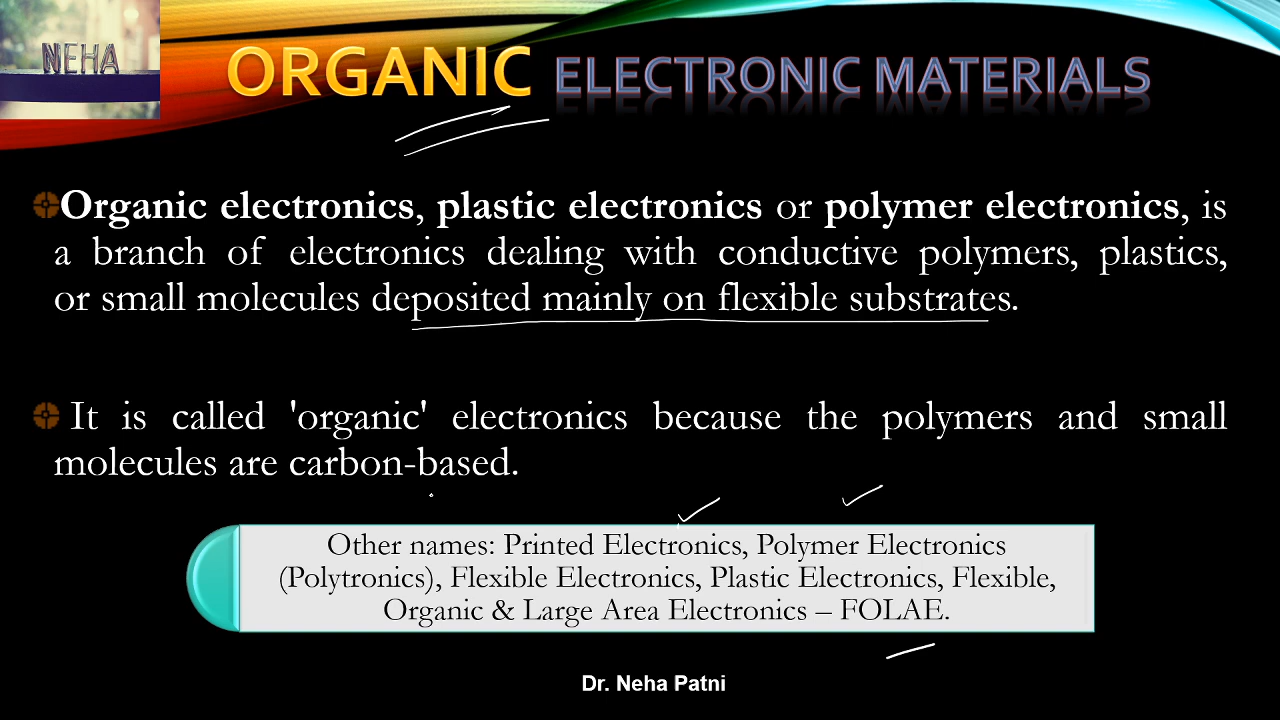 NEHA
ORGANIC ELECTRONIC MATERIALS
Organic electronics, plastic electronics or polymer electronics, is
a branch of electronics dealing with conductive polymers, plastics,
or small molecules deposited mainly on flexible substrates.
It is called 'organic' electronics because the polymers and small
molecules are carbon-based.
Other names: Printed Electronics, Polymer Electronics
(Polytronics), Flexible Electronics, Plastic Electronics, Flexible,
Organic & Large Area Electronics – FOLAE.
Dr. Neha Patni